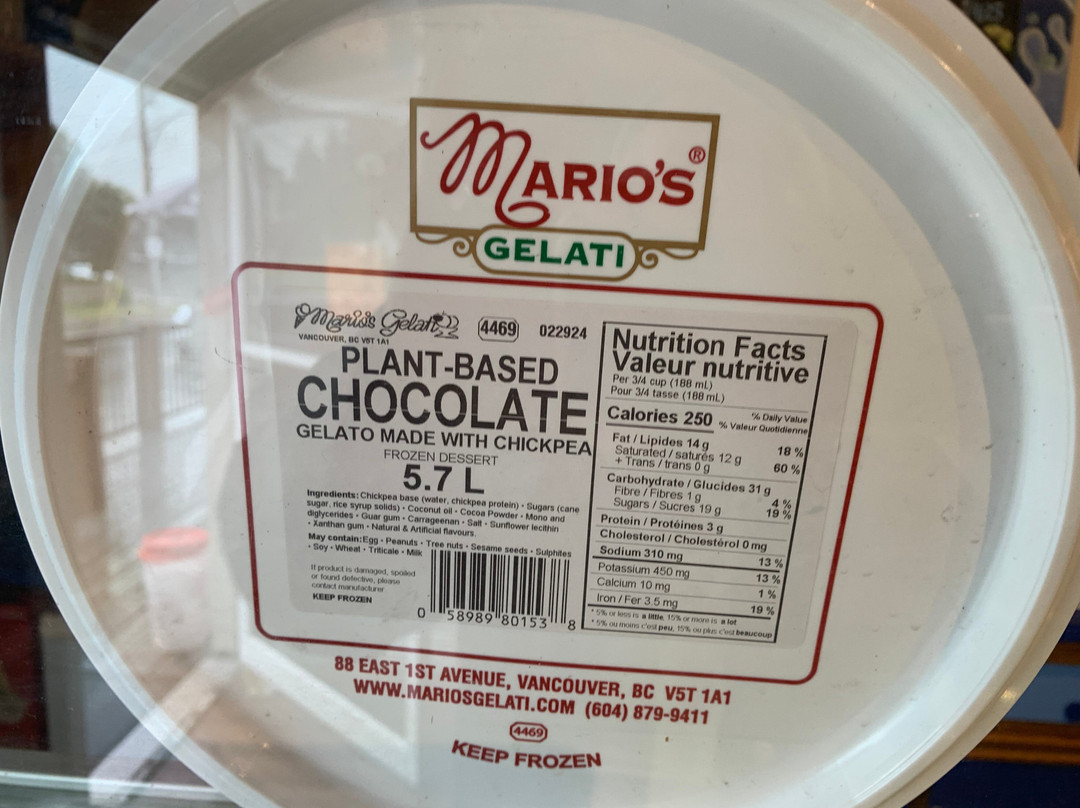 MARIO'S®
GELATI
Mario's Gelati
4469
022924
VANCOUVER, BC V5T 1A1
PLANT-BASED
CHOCOLATE
GELATO MADE WITH CHICKPEA
FROZEN DESSERT
5.7 L
Ingredients: Chickpea base (water, chickpea protein) • Sugars (cane
sugar, rice syrup solids) • Coconut oil • Cocoa Powder • Mono and
diglycerides • Guar gum • Carrageenan • Salt • Sunflower lecithin
• Xanthan gum • Natural & Artificial flavours.
May contain: Egg • Peanuts • Tree nuts • Sesame seeds • Sulphites
• Soy • Wheat • Triticale • Milk
If product is damaged, spoiled
or found defective, please
contact manufacturer
KEEP FROZEN
0 58989 80153 8
Nutrition Facts
Valeur nutritive
Per 3/4 cup (188 mL)
Pour 3/4 tasse (188 mL)
Calories 250
% Daily Value
% Valeur Quotidienne
Fat / Lipides 14 g 18 %
Saturated / saturés 12 g
+ Trans / trans 0 g 60 %
Carbohydrate / Glucides 31 g
Fibre / Fibres 1 g 4 %
Sugars / Sucres 19 g 19 %
Protein / Protéines 3 g
Cholesterol / Cholestérol 0 mg
Sodium 310 mg 13 %
Potassium 450 mg 13 %
Calcium 10 mg 1 %
Iron / Fer 3.5 mg 19 %
*5% or less is a little, 15% or more is a lot
*5% ou moins c'est peu, 15% ou plus c'est beaucoup
88 EAST 1ST AVENUE, VANCOUVER, BC V5T 1A1
WWW.MARIOSGELATI.COM (604) 879-9411
4469
KEEP FROZEN